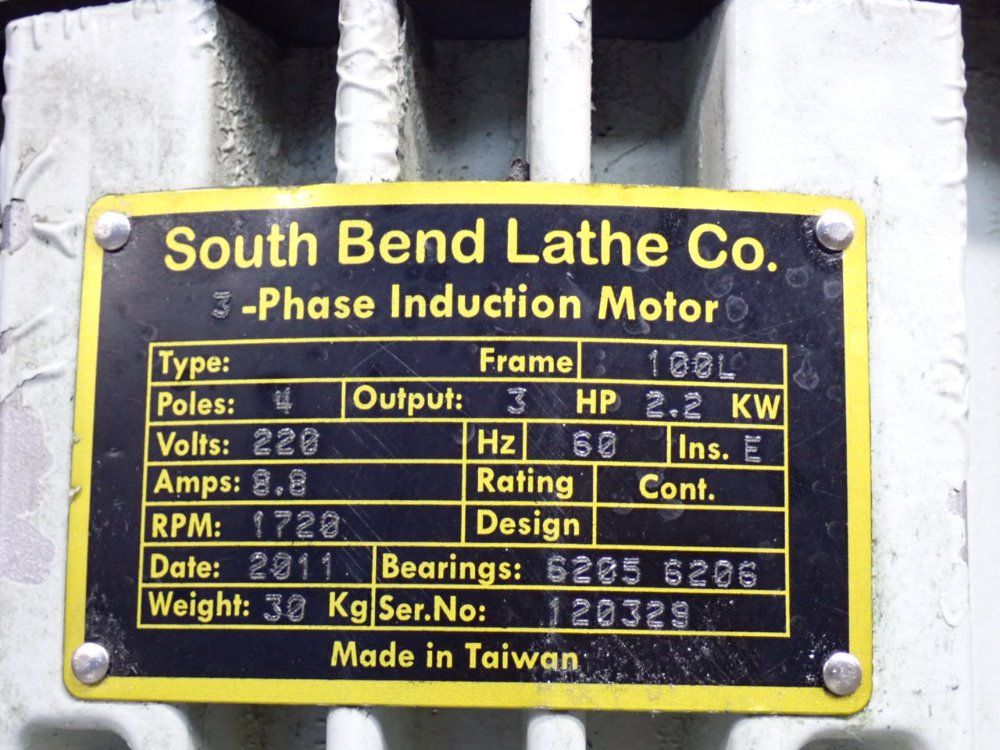 South Bend Lathe Co.
3-Phase Induction Motor
Type: Frame 100L
Poles: 4 Output: 3 HP 2.2 KW
Volts: 220 Hz 60 Ins. E
Amps: 8.8 Rating Cont.
RPM: 1720 Design
Date: 2011 Bearings: 6205 6206
Weight: 30 Kg Ser.No: 120329
Made in Taiwan